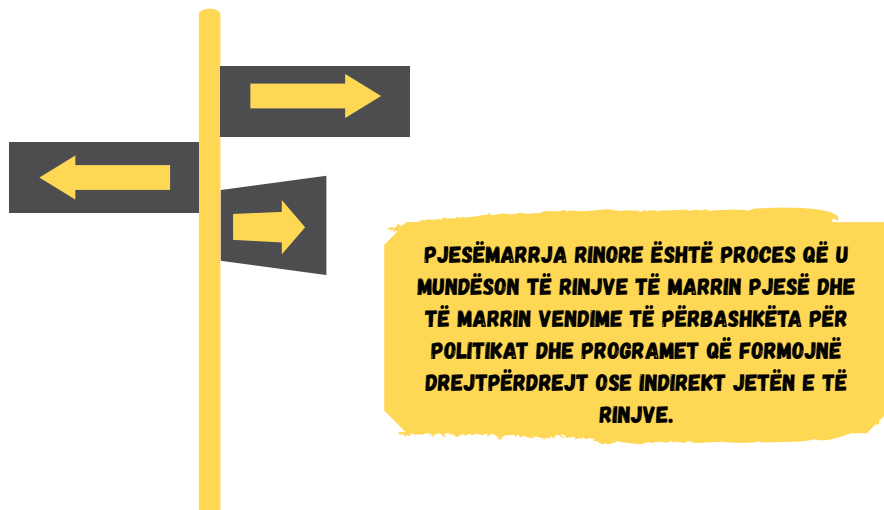 PJESËMARRJA RINORE ËSHTË PROCES QË U
MUNDËSON TË RINJVE TË MARRIN PJESË DHE
TË MARRIN VENDIME TË PËRBASHKËTA PËR
POLITIKAT DHE PROGRAMET QË FORMOJNË
DREJTPËRDREJT OSE INDIREKT JETËN E TË
RINJVE.